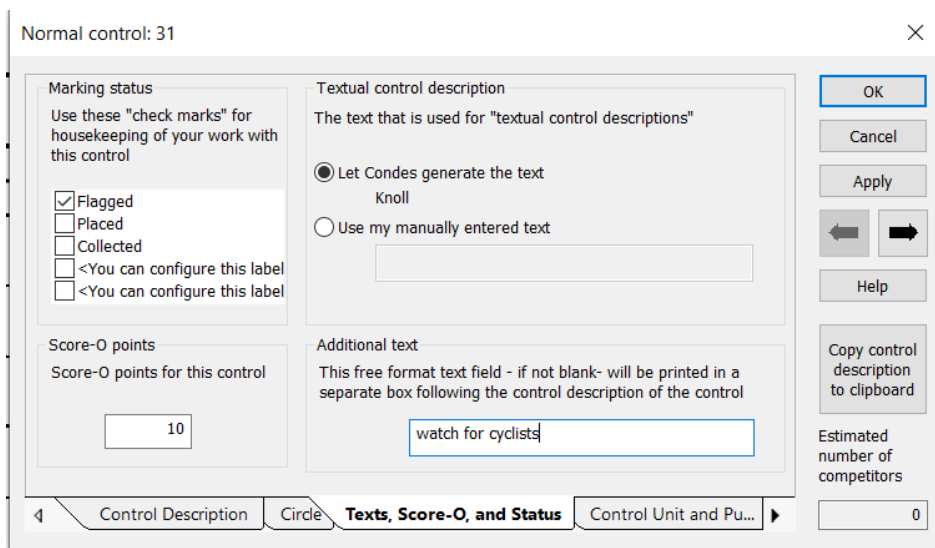 Normal control: 31
Marking status
Use these "check marks" for
housekeeping of your work with
this control
Flagged
Placed
Collected
<You can configure this label
<You can configure this label
Textual control description
The text that is used for "textual control descriptions"
Let Condes generate the text
Knoll
Use my manually entered text
Score-O points
Score-O points for this control
10
Additional text
This free format text field - if not blank- will be printed in a
separate box following the control description of the control
watch for cyclists
OK
Cancel
Apply
Help
Copy control
description
to clipboard
Estimated
number of
competitors
0
Control Description
Circle
Texts, Score-O, and Status
Control Unit and Pu...